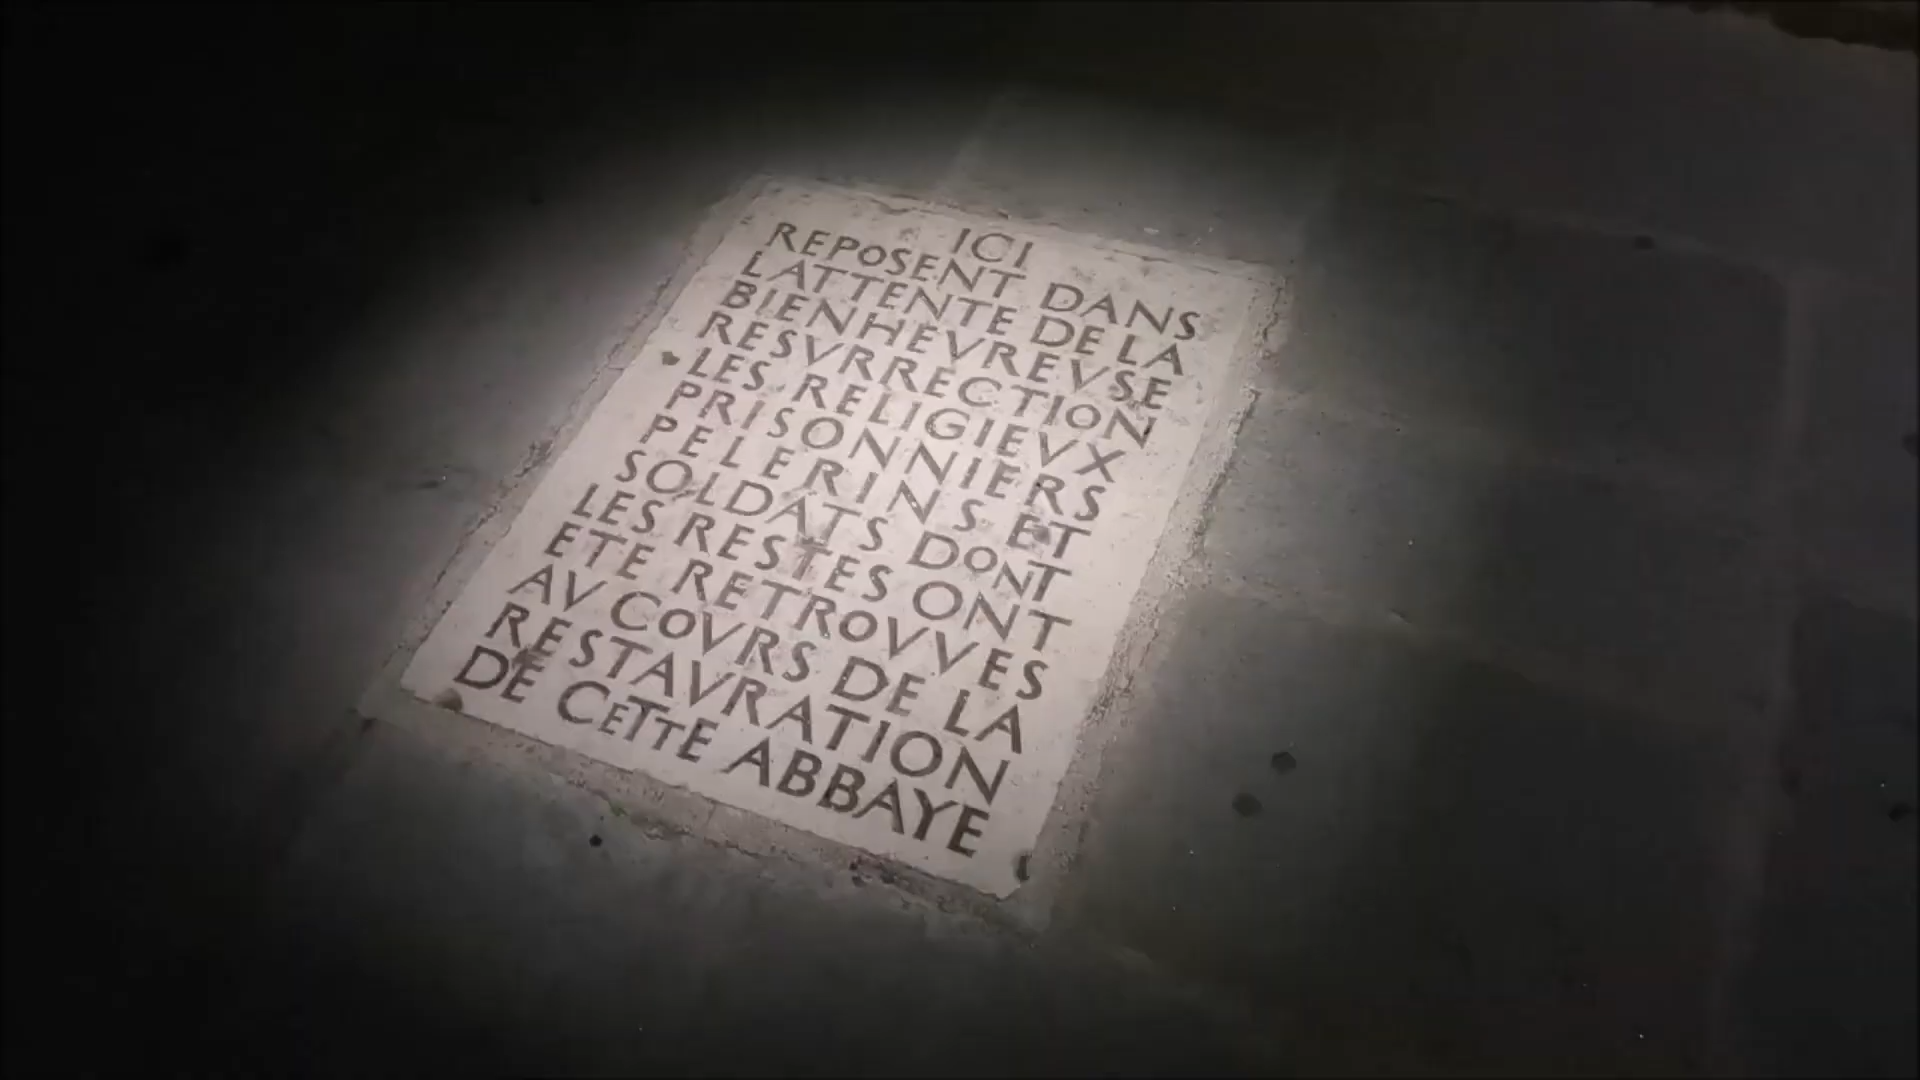 ICI
REPOSENT DANS
LATTENTE DE LA
BIENHEVREVSE
RESVRRECTION
LES RELIGIEVX
PRISONNIERS
PELERINS ET
SOLDATS DONT
LES RESTES ONT
ETE RETROVVES
AV COVRS DE LA
RESTAVRATION
DE CETTE ABBAYE